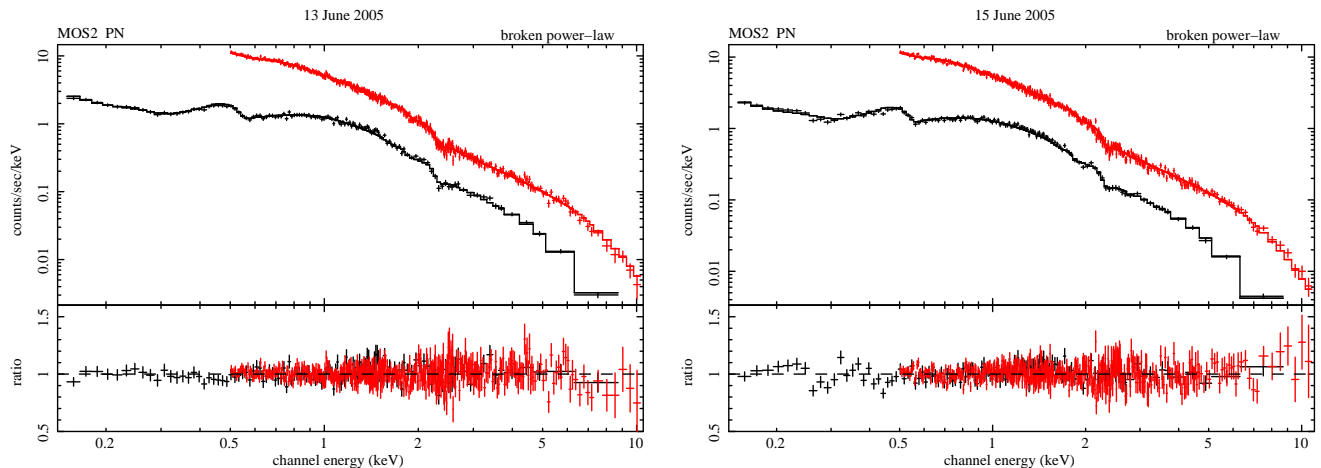 13 June 2005
MOS2 PN broken power−law
counts/sec/keV
10
1
0.1
0.01
ratio
1.5
1
0.5
0.2 0.5 1 2 5 10
channel energy (keV)
15 June 2005
MOS2 PN broken power−law
counts/sec/keV
10
1
0.1
0.01
ratio
1.5
1
0.5
0.2 0.5 1 2 5 10
channel energy (keV)